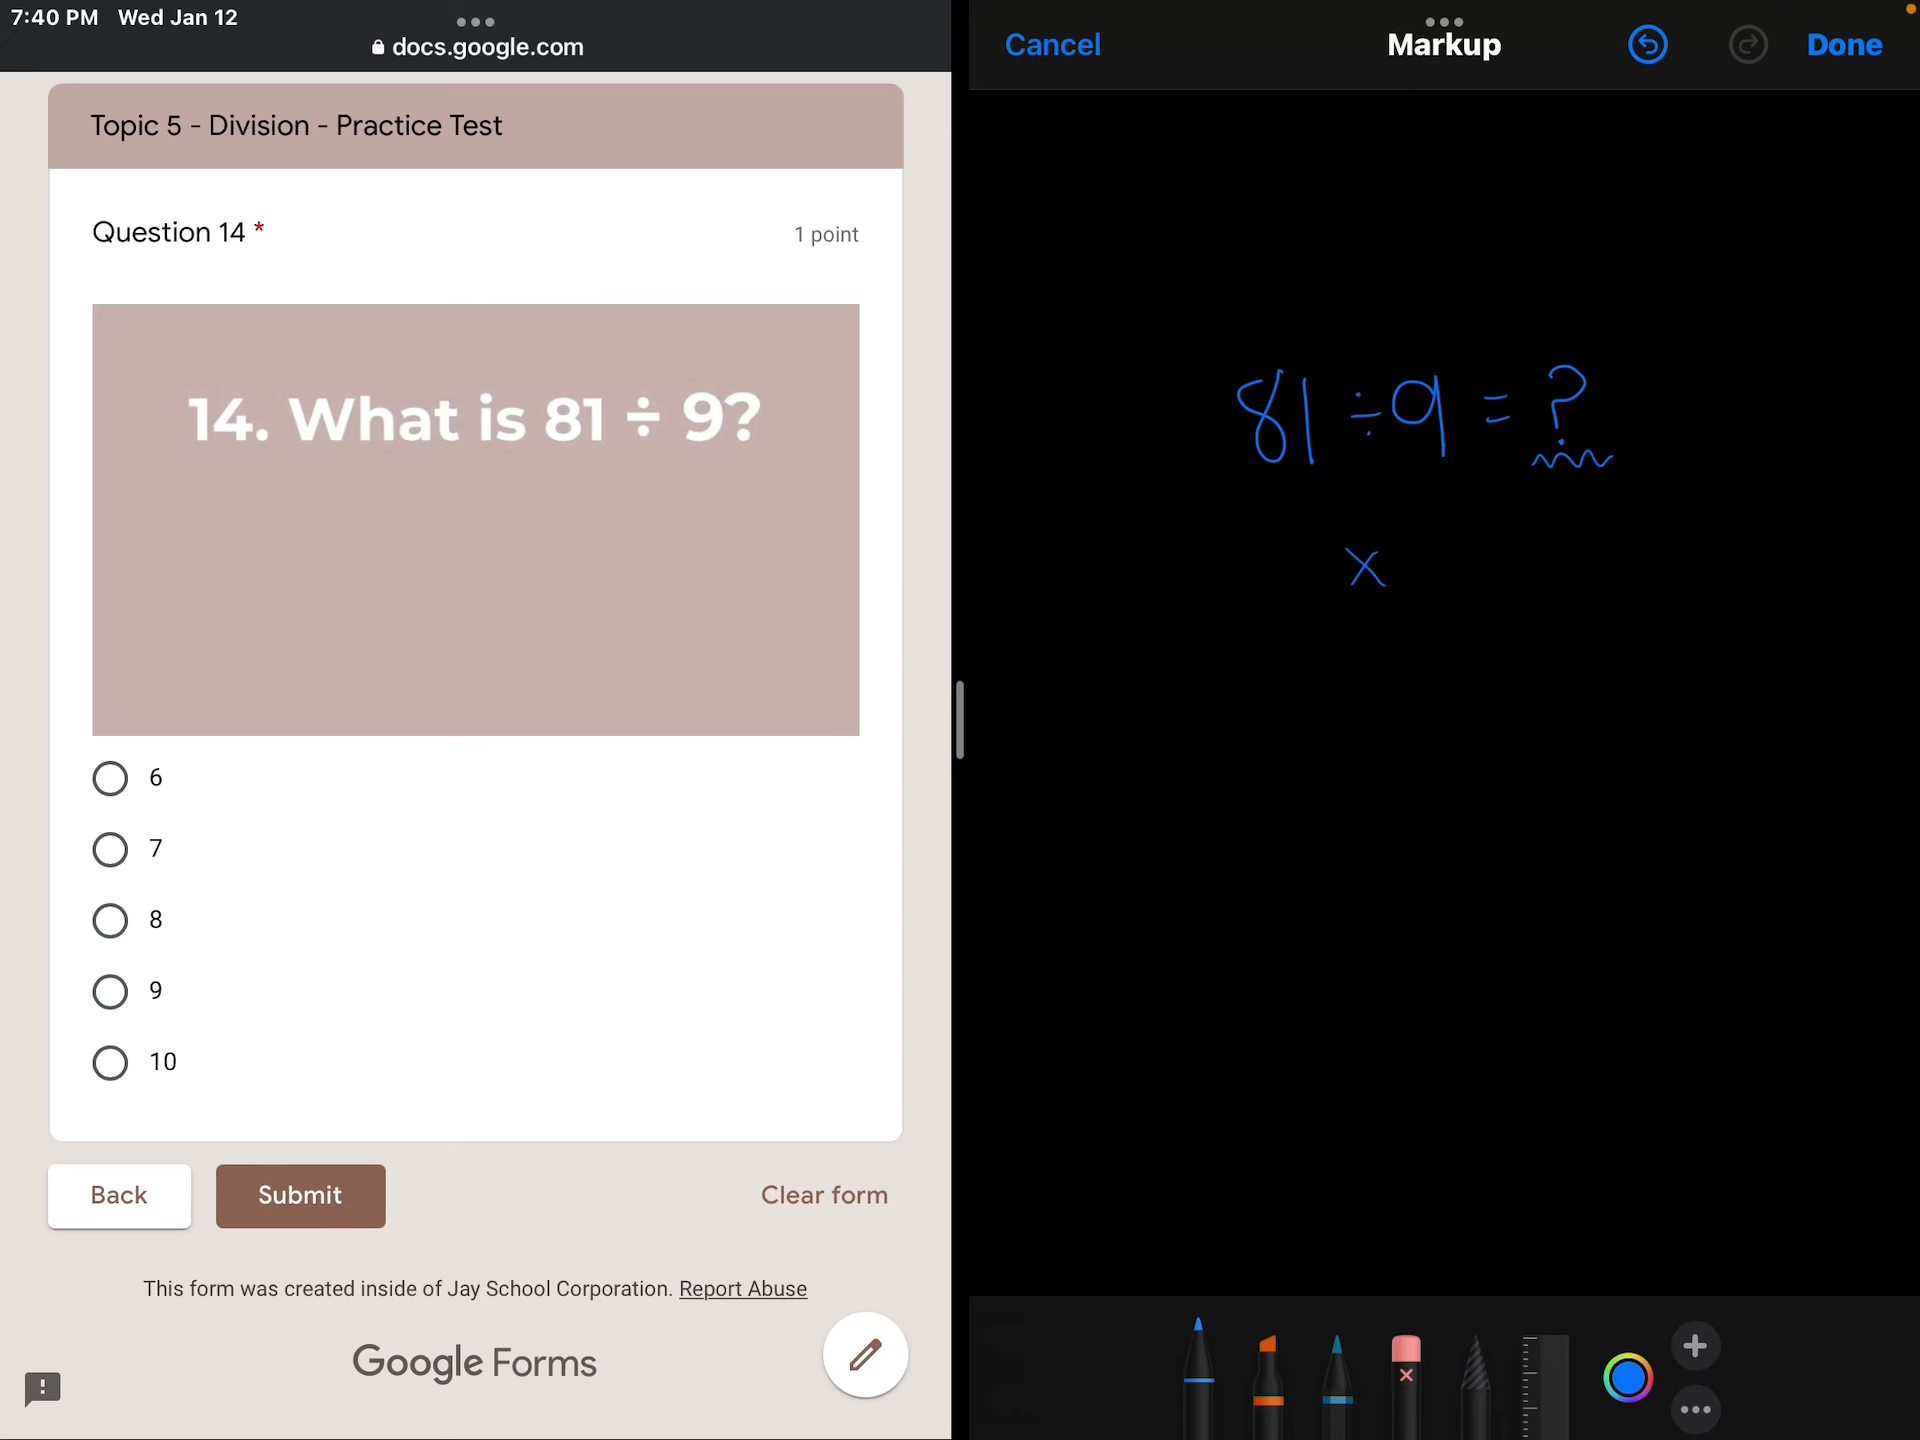 7:40 PM Wed Jan 12
docs.google.com
Topic 5 - Division - Practice Test
Question 14 *
1 point
14. What is 81 ÷ 9?
6
7
8
9
10
Back
Submit
Clear form
This form was created inside of Jay School Corporation. Report Abuse
Google Forms
Cancel
Markup
Done
81 ÷ 9 = ?
×